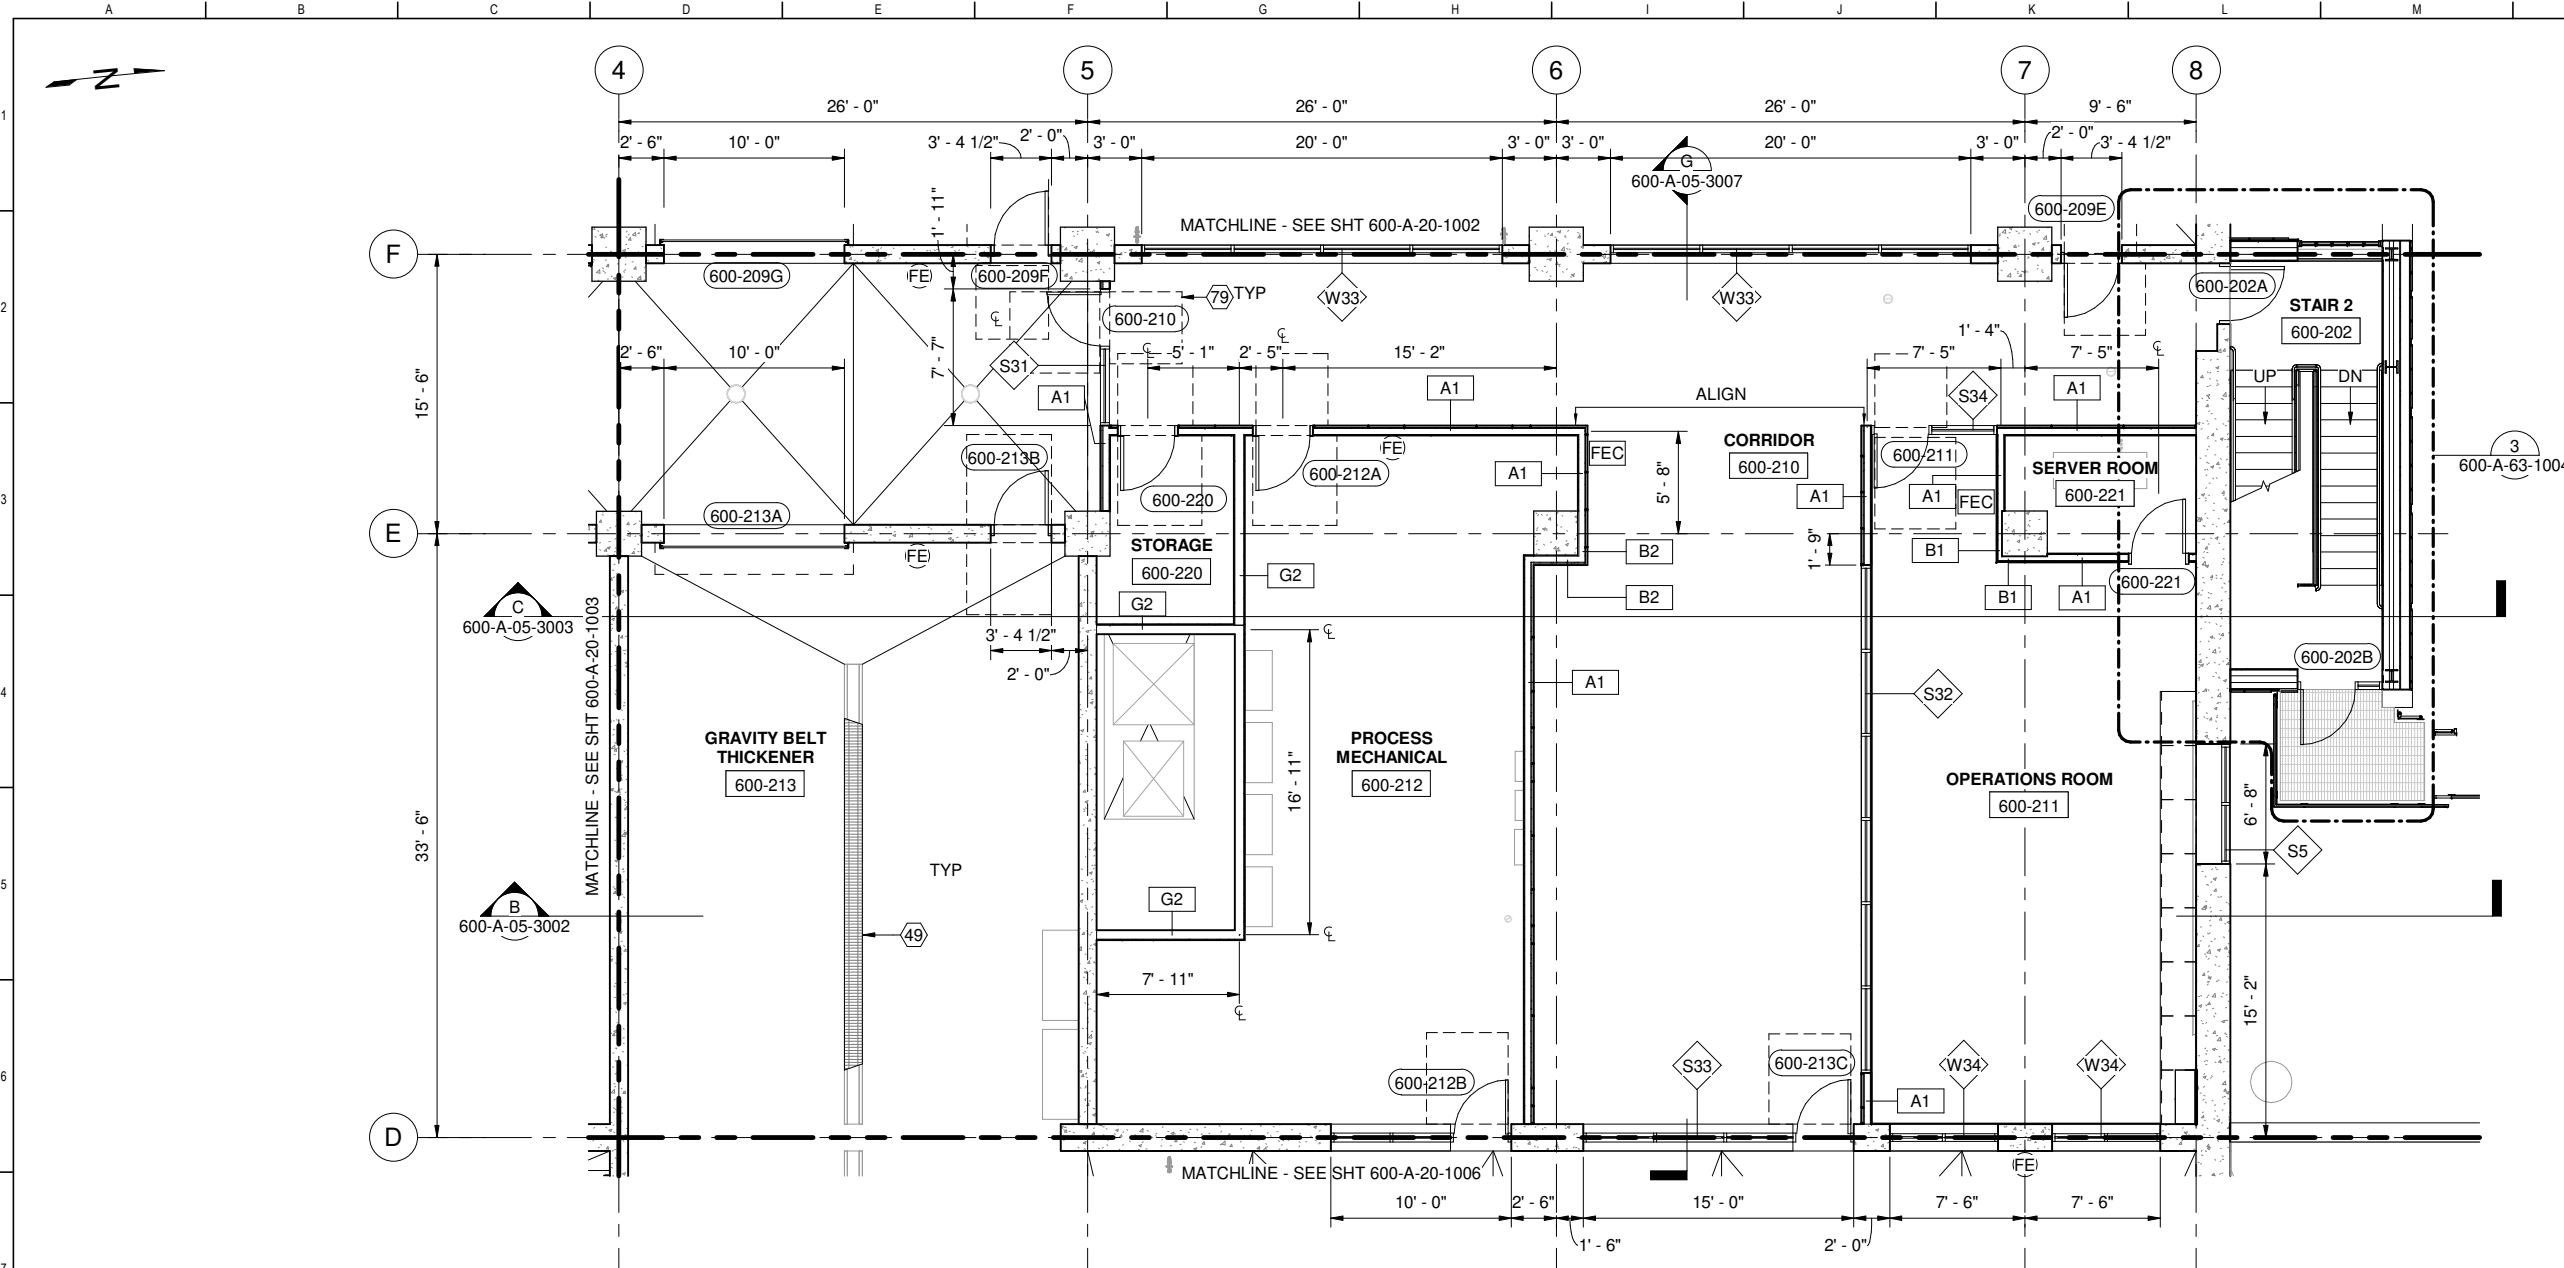 A B C D E F G H I J K L M
N
4 5 6 7 8
1
26' - 0" 26' - 0" 26' - 0" 9' - 6"
2' - 6" 10' - 0" 3' - 4 1/2" 2' - 0" 3' - 0" 20' - 0" 3' - 0" 3' - 0" 20' - 0" 3' - 0" 2' - 0" 3' - 4 1/2"
G
600-A-05-3007
1' - 11"
MATCHLINE - SEE SHT 600-A-20-1002
600-209E
F
600-209G
FE
600-209F
600-202A
2
600-210
79
TYP
W33
W33
STAIR 2
600-202
2' - 6" 10' - 0"
7' - 7"
S31
5' - 1" 2' - 5" 15' - 2"
1' - 4"
7' - 5" 7' - 5"
15' - 6"
A1
A1
ALIGN
S34
A1
UP DN
600-213B
FE
FEC
CORRIDOR
600-210
600-211
SERVER ROOM
600-221
3
600-A-63-1004
3
600-220
600-212A
A1
5' - 8"
A1
A1
FEC
600-213A
E
FE
STORAGE
600-220
G2
B2
1' - 9"
B1
600-221
C
600-A-05-3003
G2
B2
B1
A1
3' - 4 1/2"
2' - 0"
600-202B
4
A1
S32
MATCHLINE - SEE SHT 600-A-20-1003
GRAVITY BELT
THICKENER
600-213
16' - 11"
PROCESS
MECHANICAL
600-212
OPERATIONS ROOM
600-211
6' - 8"
33' - 6"
S5
5
TYP
B
600-A-05-3002
49
G2
7' - 11"
15' - 2"
6
600-212B
S33
600-213C
W34
W34
A1
D
MATCHLINE - SEE SHT 600-A-20-1006
FE
10' - 0" 2' - 6" 15' - 0" 7' - 6" 7' - 6"
1' - 6" 2' - 0"
7